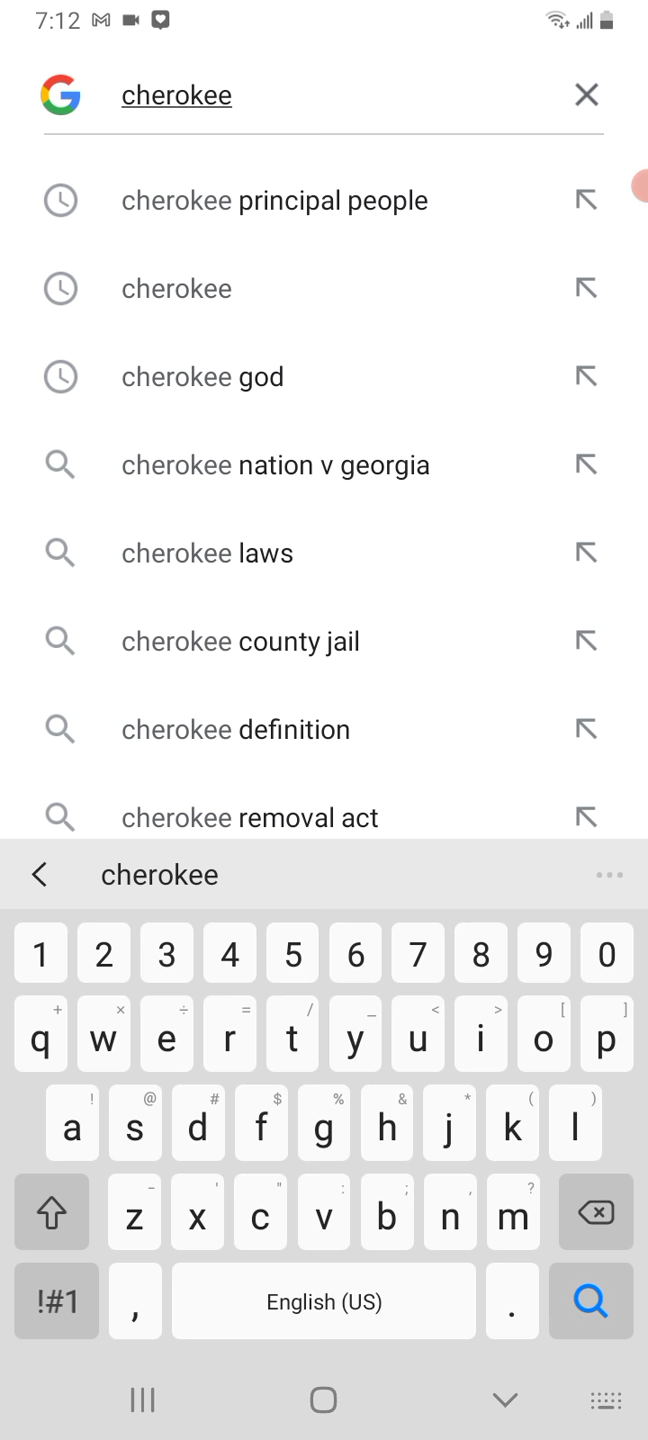 7:12
cherokee
cherokee principal people
cherokee
cherokee god
cherokee nation v georgia
cherokee laws
cherokee county jail
cherokee definition
cherokee removal act
cherokee
1 2 3 4 5 6 7 8 9 0
+ × ÷ = / _ < > [ ]
q w e r t y u i o p
! @ # $ % & * ( )
a s d f g h j k l
- ' " : ; , ?
z x c v b n m
!#1 , English (US) .